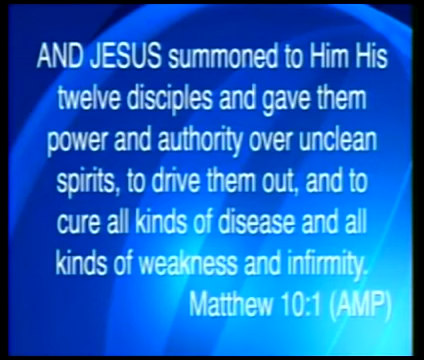 AND JESUS summoned to Him His
twelve disciples and gave them
power and authority over unclean
spirits, to drive them out, and to
cure all kinds of disease and all
kinds of weakness and infirmity.
Matthew 10:1 (AMP)